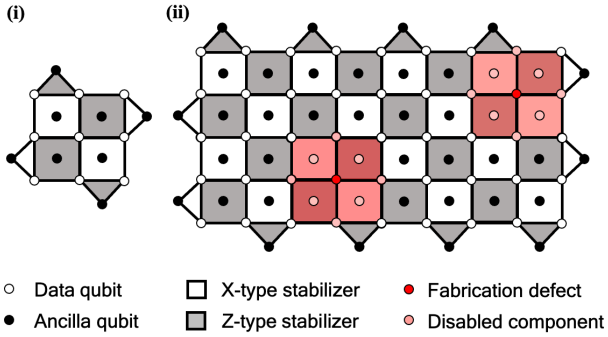 (i)
(ii)
Data qubit
X-type stabilizer
Fabrication defect
Ancilla qubit
Z-type stabilizer
Disabled component